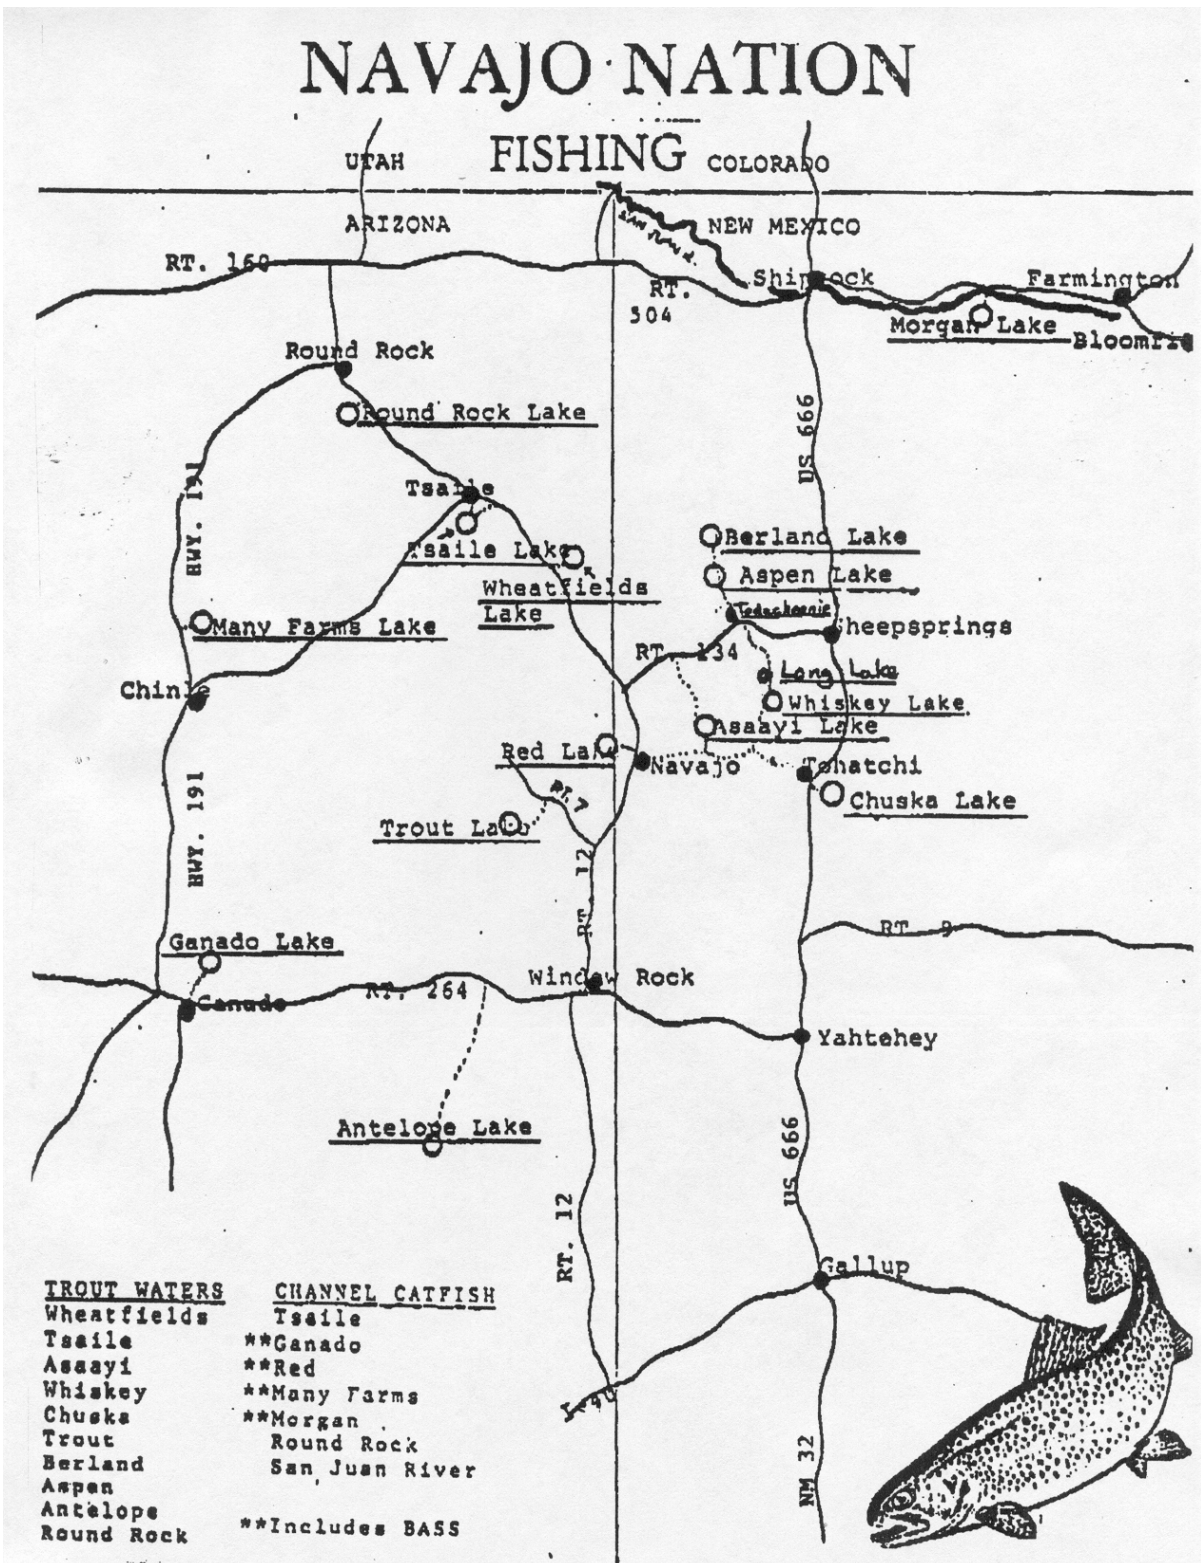 NAVAJO NATION
FISHING
UTAH
COLORADO
ARIZONA
NEW MEXICO
SAN JUAN R.
RT. 160
Shiprock
Farmington
RT.
504
Morgan Lake
Round Rock
Round Rock Lake
US 666
HWY. 191
Tsaile
Tsaile Lake
Berland Lake
Wheatfields
Lake
Aspen Lake
Many Farms Lake
Sheepsprings
RT 134
Long Lake
Chinle
Whiskey Lake
Asaayi Lake
Red Lake
Navajo
Tohatchi
RT. 7
HWY. 191
Chuska Lake
Trout Lake
RT. 12
Ganado Lake
RT. 9
Window Rock
RT. 264
Ganado
Yahtehey
Antelope Lake
US 666
RT. 12
Gallup
NM 32
TROUT WATERS
Wheatfields
Tsaile
Asaayi
Whiskey
Chuska
Trout
Berland
Aspen
Antelope
Round Rock
CHANNEL CATFISH
Tsaile
**Ganado
**Red
**Many Farms
**Morgan
Round Rock
San Juan River
**Includes BASS